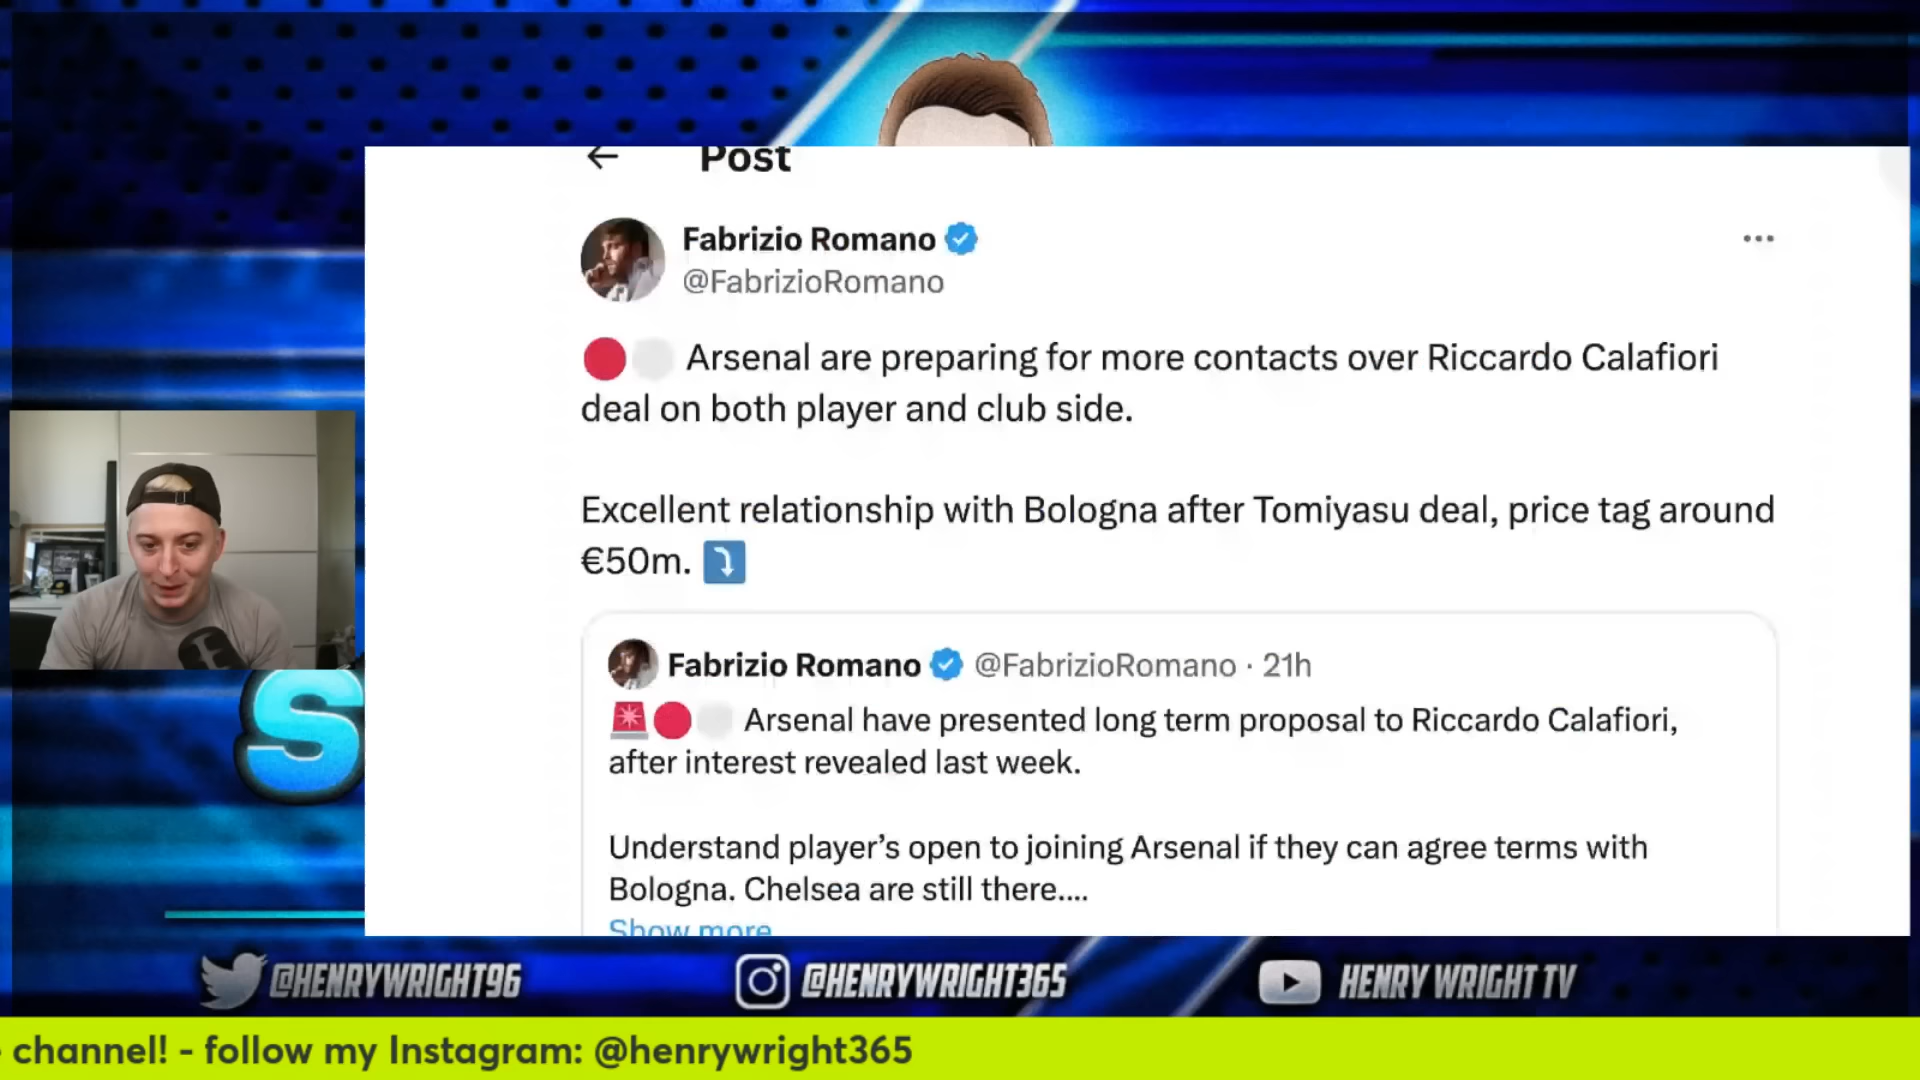 Post
Fabrizio Romano
@FabrizioRomano
Arsenal are preparing for more contacts over Riccardo Calafiori
deal on both player and club side.
Excellent relationship with Bologna after Tomiyasu deal, price tag around
€50m.
Fabrizio Romano @FabrizioRomano · 21h
Arsenal have presented long term proposal to Riccardo Calafiori,
after interest revealed last week.
Understand player’s open to joining Arsenal if they can agree terms with
Bologna. Chelsea are still there....
Show more
S
@HENRYWRIGHT96
@HENRYWRIGHT365
HENRY WRIGHT TV
channel! - follow my Instagram: @henrywright365